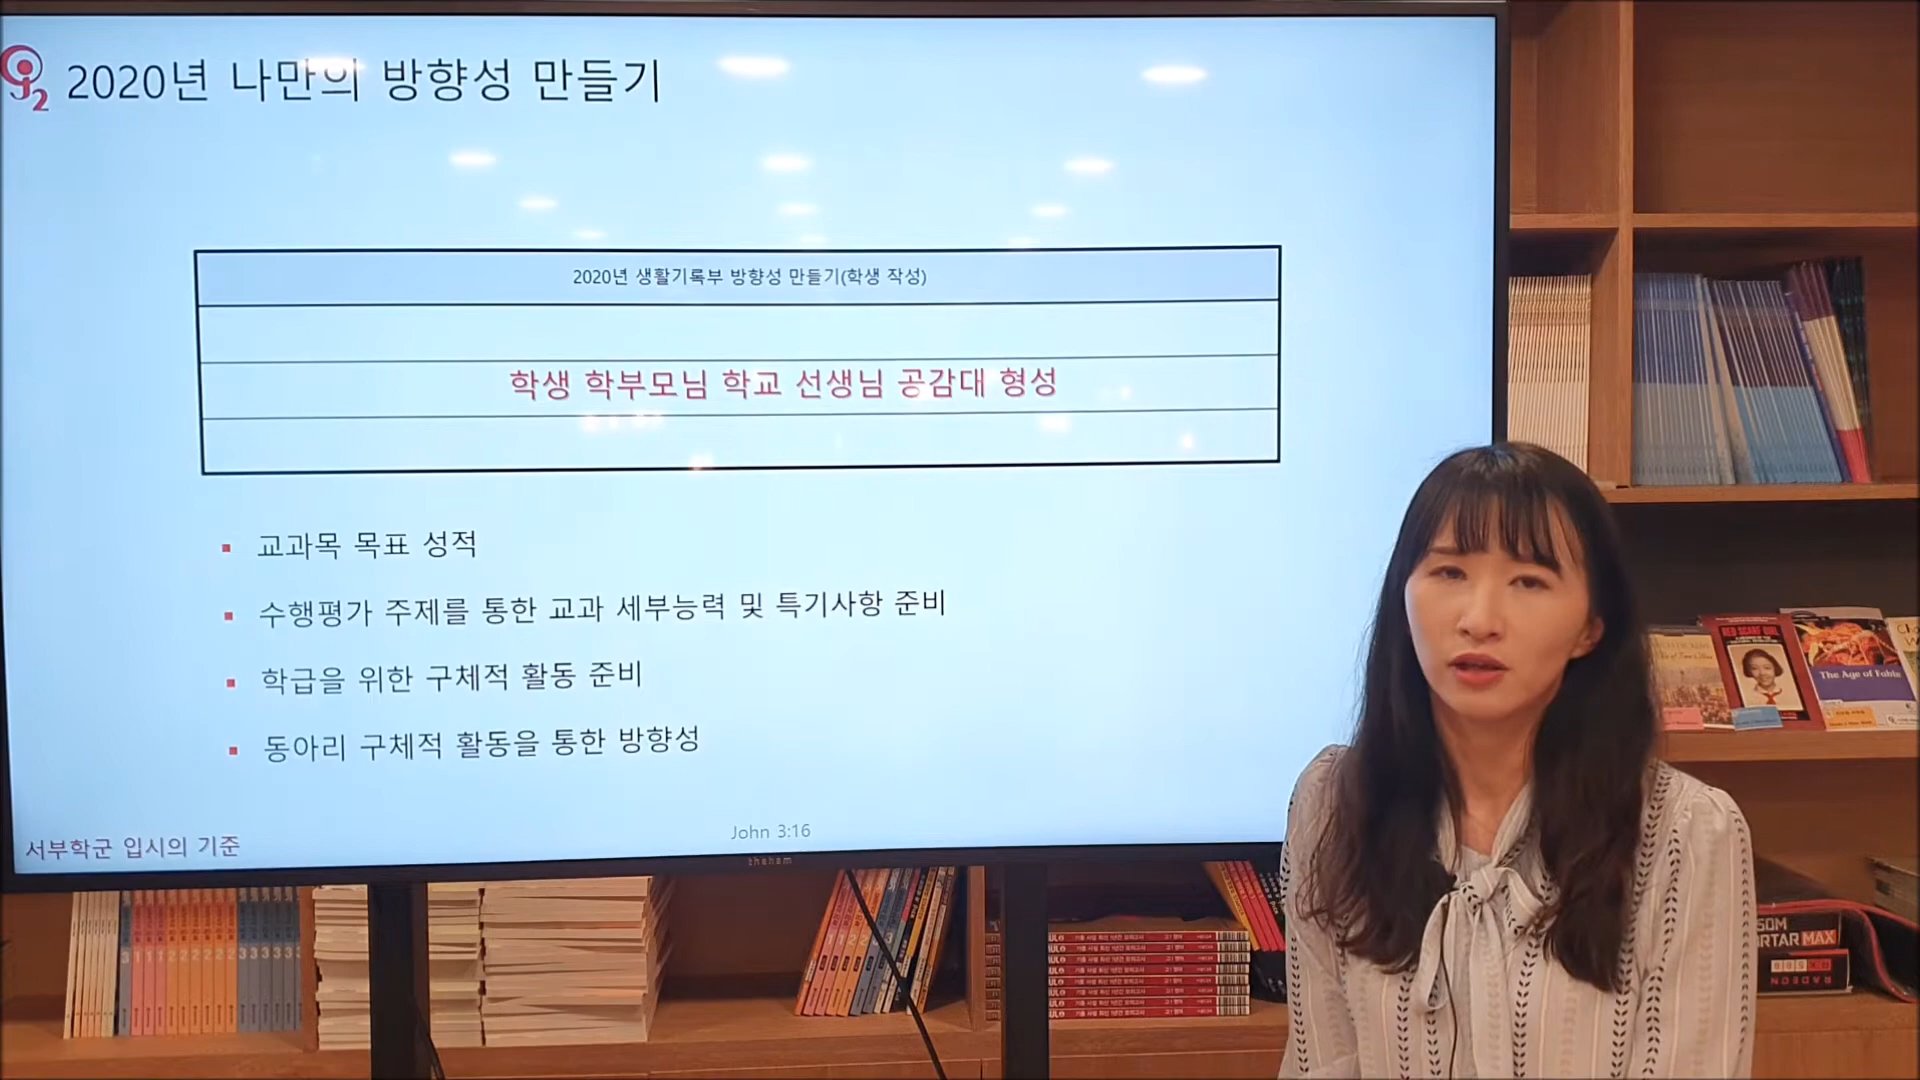 2020년 나만의 방향성 만들기
2020년 생활기록부 방향성 만들기(학생 작성)
학생 학부모님 학교 선생님 공감대 형성
교과목 목표 성적
수행평가 주제를 통한 교과 세부능력 및 특기사항 준비
학급을 위한 구체적 활동 준비
동아리 구체적 활동을 통한 방향성
서부학군 입시의 기준
John 3:16
thaham
RED SCARF GIRL
The Age of Fable